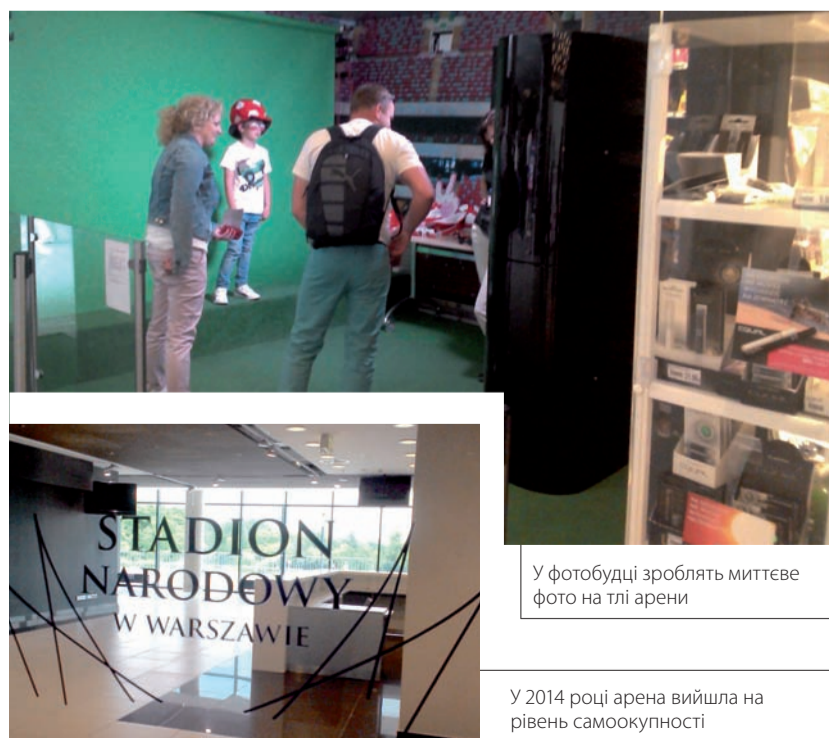 STADION
NARODOWY
W WARSZAWIE
У фотобудці зроблять миттєве
фото на тлі арени
У 2014 році арена вийшла на
рівень самоокупності